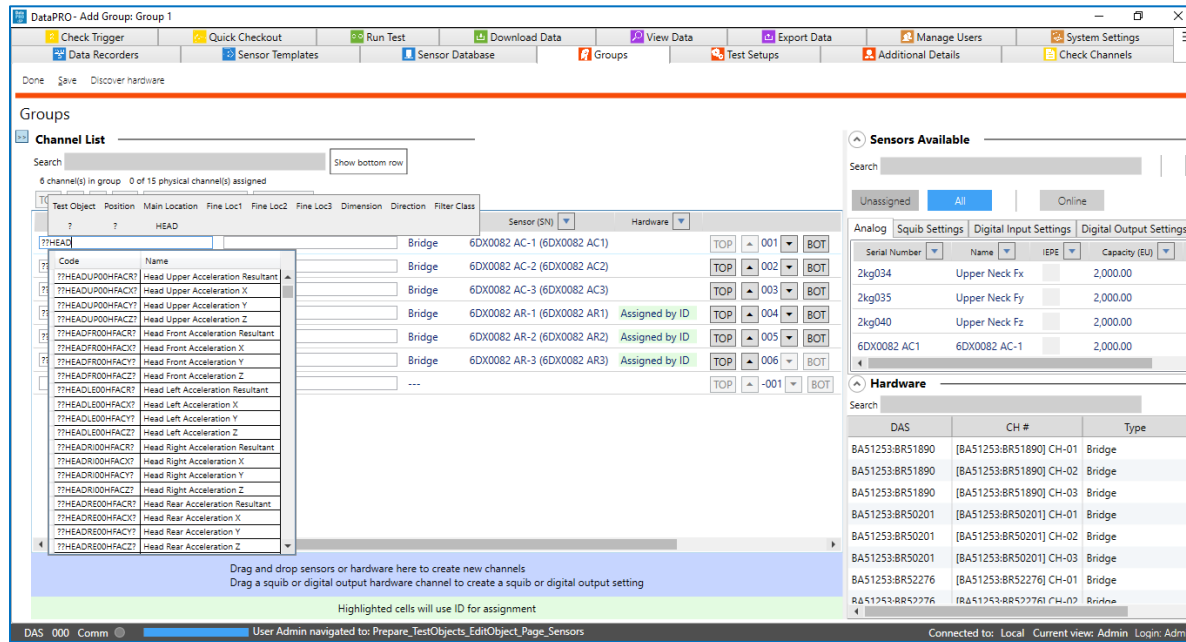 DataPRO - Add Group: Group 1
Check Trigger Quick Checkout Run Test Download Data View Data Export Data Manage Users System Settings
Data Recorders Sensor Templates Sensor Database Groups Test Setups Additional Details Check Channels
Done Save Discover hardware
Groups
>> Channel List
Search Show bottom row
6 channel(s) in group 0 of 15 physical channel(s) assigned
Test Object Position Main Location Fine Loc1 Fine Loc2 Fine Loc3 Dimension Direction Filter Class
? ? HEAD
Sensor (SN) Hardware
??HEAD Bridge 6DX0082 AC-1 (6DX0082 AC1) TOP 001 BOT
Bridge 6DX0082 AC-2 (6DX0082 AC2) TOP 002 BOT
Bridge 6DX0082 AC-3 (6DX0082 AC3) TOP 003 BOT
Bridge 6DX0082 AR-1 (6DX0082 AR1) Assigned by ID TOP 004 BOT
Bridge 6DX0082 AR-2 (6DX0082 AR2) Assigned by ID TOP 005 BOT
Bridge 6DX0082 AR-3 (6DX0082 AR3) Assigned by ID TOP 006 BOT
--- TOP -001 BOT
Code Name
??HEADUP00HFACR? Head Upper Acceleration Resultant
??HEADUP00HFACX? Head Upper Acceleration X
??HEADUP00HFACY? Head Upper Acceleration Y
??HEADUP00HFACZ? Head Upper Acceleration Z
??HEADFR00HFACR? Head Front Acceleration Resultant
??HEADFR00HFACX? Head Front Acceleration X
??HEADFR00HFACY? Head Front Acceleration Y
??HEADFR00HFACZ? Head Front Acceleration Z
??HEADLE00HFACR? Head Left Acceleration Resultant
??HEADLE00HFACX? Head Left Acceleration X
??HEADLE00HFACY? Head Left Acceleration Y
??HEADLE00HFACZ? Head Left Acceleration Z
??HEADRI00HFACR? Head Right Acceleration Resultant
??HEADRI00HFACX? Head Right Acceleration X
??HEADRI00HFACY? Head Right Acceleration Y
??HEADRI00HFACZ? Head Right Acceleration Z
??HEADRE00HFACR? Head Rear Acceleration Resultant
??HEADRE00HFACX? Head Rear Acceleration X
??HEADRE00HFACY? Head Rear Acceleration Y
??HEADRE00HFACZ? Head Rear Acceleration Z
Drag and drop sensors or hardware here to create new channels
Drag a squib or digital output hardware channel to create a squib or digital output setting
Highlighted cells will use ID for assignment
Sensors Available
Search
Unassigned All Online
Analog Squib Settings Digital Input Settings Digital Output Settings
Serial Number Name IEPE Capacity (EU)
2kg034 Upper Neck Fx 2,000.00
2kg035 Upper Neck Fy 2,000.00
2kg040 Upper Neck Fz 2,000.00
6DX0082 AC1 6DX0082 AC-1 2,000.00
Hardware
Search
DAS CH # Type
BA51253:BR51890 [BA51253:BR51890] CH-01 Bridge
BA51253:BR51890 [BA51253:BR51890] CH-02 Bridge
BA51253:BR51890 [BA51253:BR51890] CH-03 Bridge
BA51253:BR50201 [BA51253:BR50201] CH-01 Bridge
BA51253:BR50201 [BA51253:BR50201] CH-02 Bridge
BA51253:BR50201 [BA51253:BR50201] CH-03 Bridge
BA51253:BR52276 [BA51253:BR52276] CH-01 Bridge
BA51253:BR52276 [BA51253:BR52276] CH-02 Bridge
DAS 000 Comm User Admin navigated to: Prepare_TestObjects_EditObject_Page_Sensors Connected to: Local Current view: Admin Login: Adm